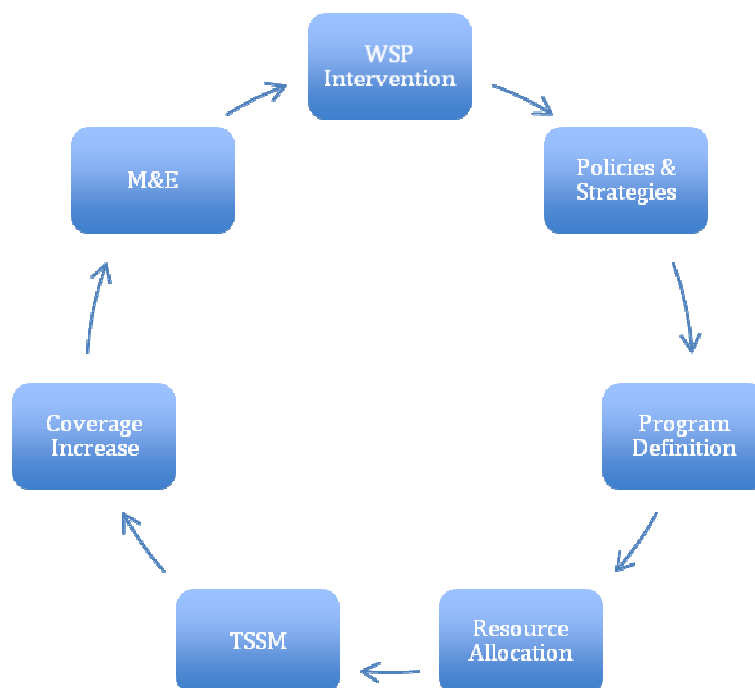 WSP
Intervention
Policies &
Strategies
Program
Definition
Resource
Allocation
TSSM
Coverage
Increase
M&E